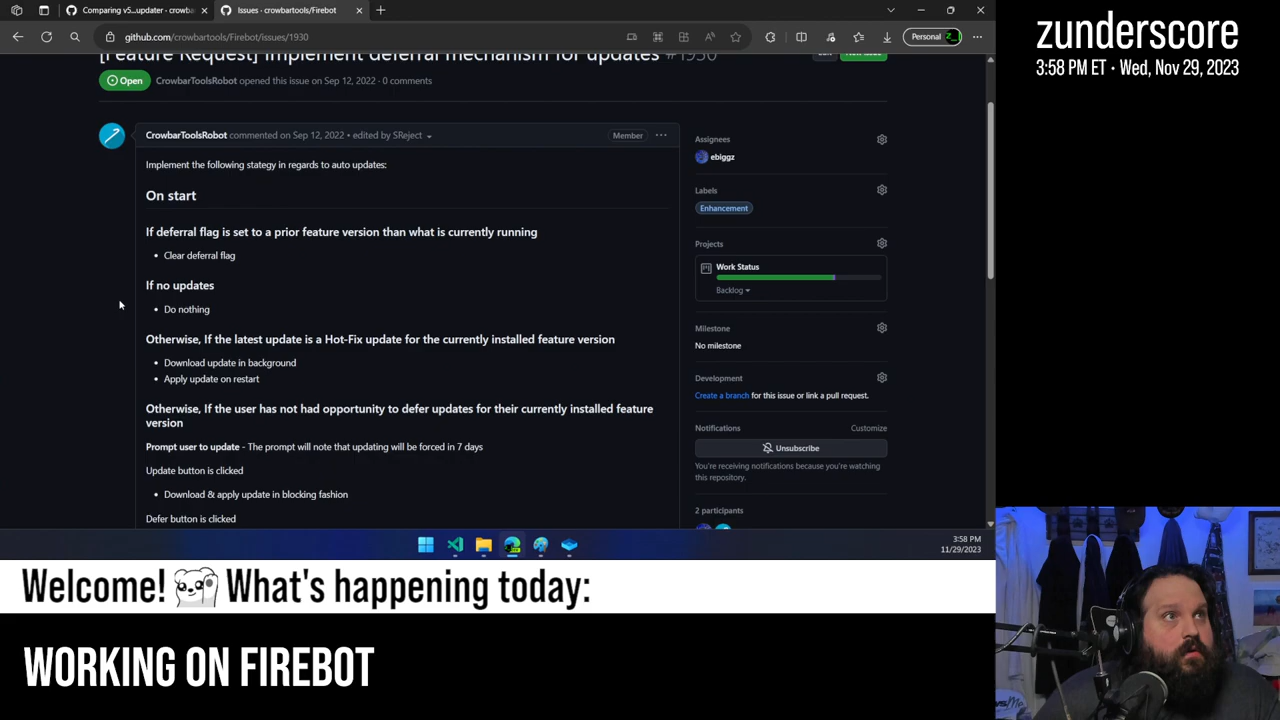 Comparing v5...updater · crowba
Issues · crowbartools/Firebot
github.com/crowbartools/Firebot/issues/1930
Personal
[Feature Request] Implement deferral mechanism for updates #1930
Open
CrowbarToolsRobot opened this issue on Sep 12, 2022 · 0 comments
CrowbarToolsRobot commented on Sep 12, 2022 • edited by SReject
Member
Implement the following stategy in regards to auto updates:
On start
If deferral flag is set to a prior feature version than what is currently running
• Clear deferral flag
If no updates
• Do nothing
Otherwise, If the latest update is a Hot-Fix update for the currently installed feature version
• Download update in background
• Apply update on restart
Otherwise, If the user has not had opportunity to defer updates for their currently installed feature
version
Prompt user to update - The prompt will note that updating will be forced in 7 days
Update button is clicked
• Download & apply update in blocking fashion
Defer button is clicked
Assignees
ebiggz
Labels
Enhancement
Projects
Work Status
Backlog
Milestone
No milestone
Development
Create a branch for this issue or link a pull request.
Notifications
Customize
Unsubscribe
You're receiving notifications because you're watching
this repository.
2 participants
3:58 PM
11/29/2023
zunderscore
3:58 PM ET • Wed, Nov 29, 2023
Welcome! What's happening today:
WORKING ON FIREBOT